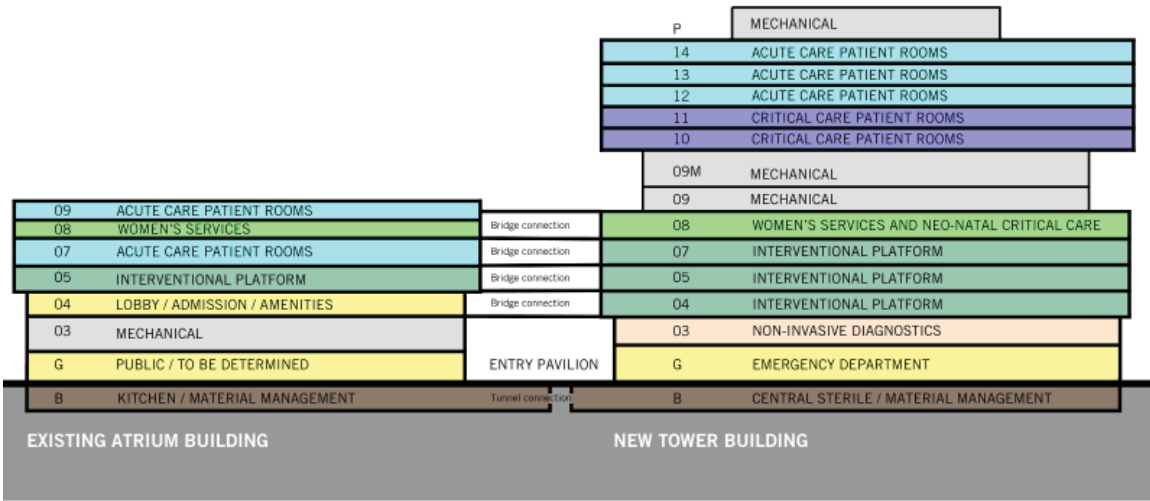 P MECHANICAL
14 ACUTE CARE PATIENT ROOMS
13 ACUTE CARE PATIENT ROOMS
12 ACUTE CARE PATIENT ROOMS
11 CRITICAL CARE PATIENT ROOMS
10 CRITICAL CARE PATIENT ROOMS
09M MECHANICAL
09 MECHANICAL
09 ACUTE CARE PATIENT ROOMS
08 WOMEN'S SERVICES Bridge connection 08 WOMEN'S SERVICES AND NEO-NATAL CRITICAL CARE
07 ACUTE CARE PATIENT ROOMS Bridge connection 07 INTERVENTIONAL PLATFORM
05 INTERVENTIONAL PLATFORM Bridge connection 05 INTERVENTIONAL PLATFORM
04 LOBBY / ADMISSION / AMENITIES Bridge connection 04 INTERVENTIONAL PLATFORM
03 MECHANICAL 03 NON-INVASIVE DIAGNOSTICS
G PUBLIC / TO BE DETERMINED ENTRY PAVILION G EMERGENCY DEPARTMENT
B KITCHEN / MATERIAL MANAGEMENT Tunnel connection B CENTRAL STERILE / MATERIAL MANAGEMENT
EXISTING ATRIUM BUILDING NEW TOWER BUILDING